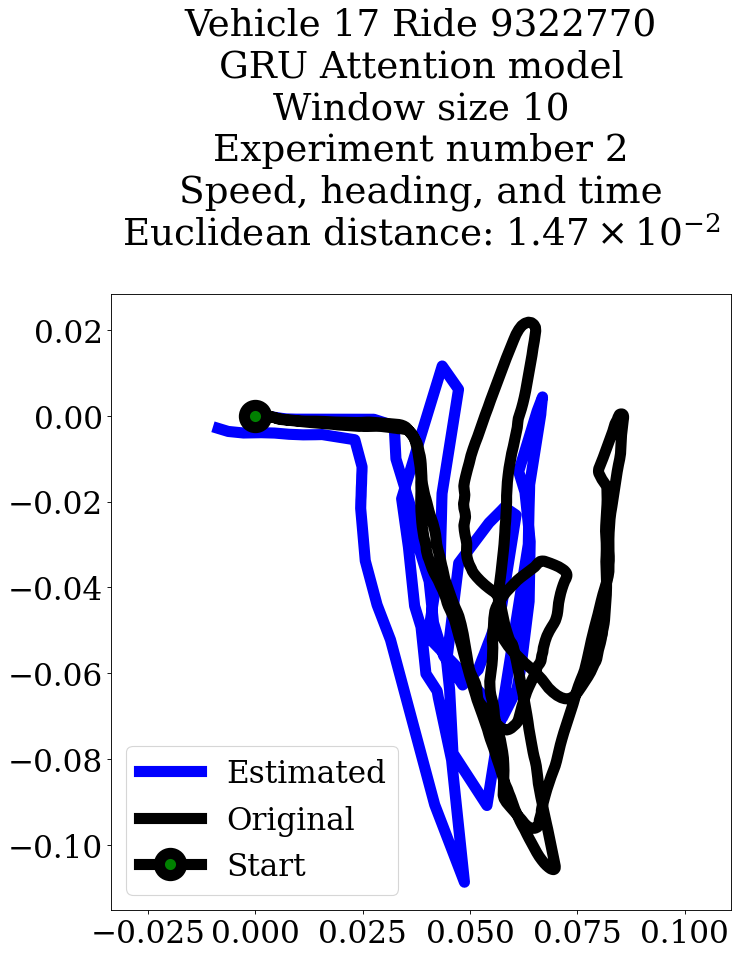 Vehicle 17 Ride 9322770
GRU Attention model
Window size 10
Experiment number 2
Speed, heading, and time
Euclidean distance: 1.47 × 10⁻²
0.02
0.00
−0.02
−0.04
−0.06
−0.08
−0.10
Estimated
Original
Start
−0.025 0.000 0.025 0.050 0.075 0.100